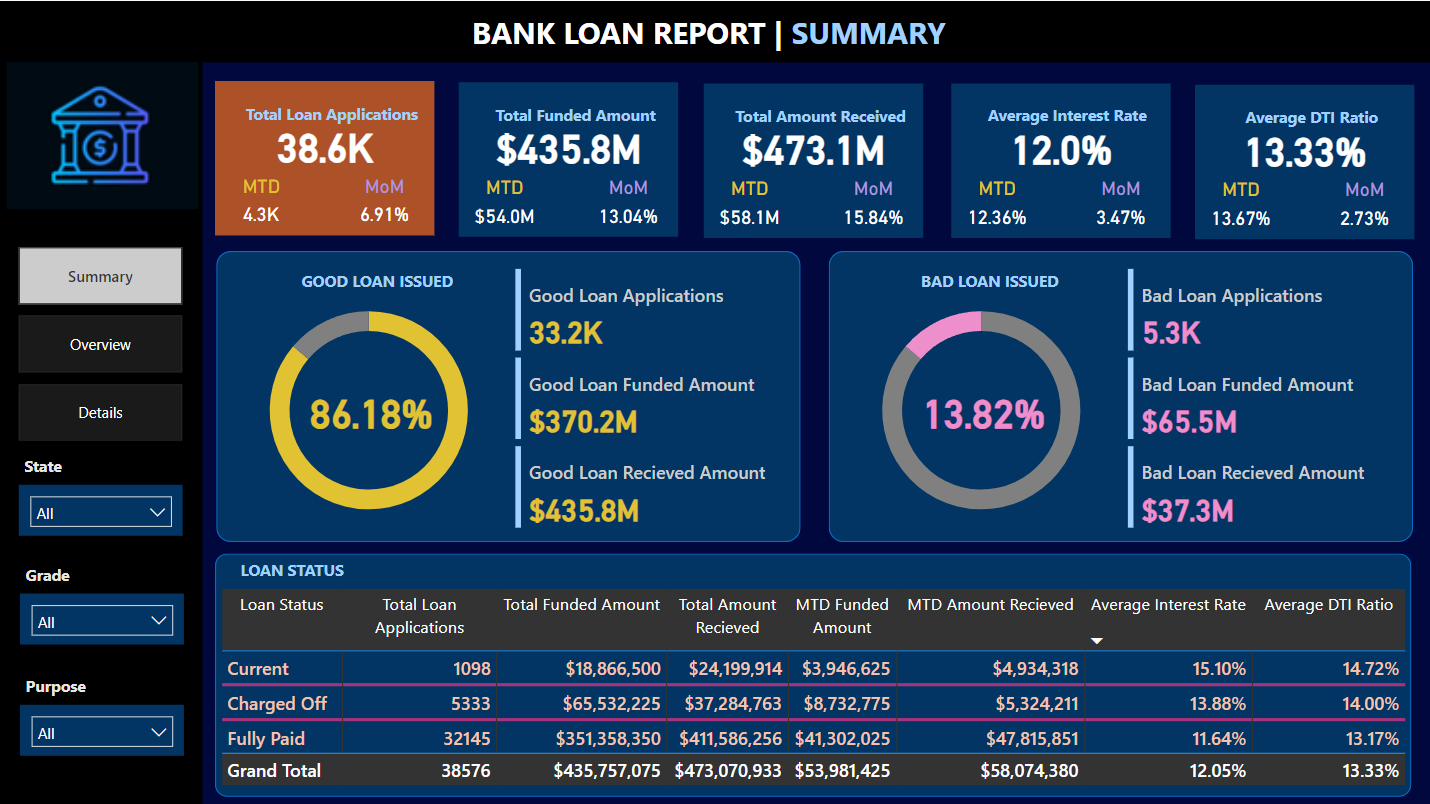 BANK LOAN REPORT | SUMMARY
$
Total Loan Applications
38.6K
MTD MoM
4.3K 6.91%
Total Funded Amount
$435.8M
MTD MoM
$54.0M 13.04%
Total Amount Received
$473.1M
MTD MoM
$58.1M 15.84%
Average Interest Rate
12.0%
MTD MoM
12.36% 3.47%
Average DTI Ratio
13.33%
MTD MoM
13.67% 2.73%
Summary
Overview
Details
State
All
Grade
All
Purpose
All
GOOD LOAN ISSUED
86.18%
Good Loan Applications
33.2K
Good Loan Funded Amount
$370.2M
Good Loan Recieved Amount
$435.8M
BAD LOAN ISSUED
13.82%
Bad Loan Applications
5.3K
Bad Loan Funded Amount
$65.5M
Bad Loan Recieved Amount
$37.3M
LOAN STATUS
Loan Status Total Loan Total Funded Amount Total Amount MTD Funded MTD Amount Recieved Average Interest Rate Average DTI Ratio
Applications Recieved Amount
Current 1098 $18,866,500 $24,199,914 $3,946,625 $4,934,318 15.10% 14.72%
Charged Off 5333 $65,532,225 $37,284,763 $8,732,775 $5,324,211 13.88% 14.00%
Fully Paid 32145 $351,358,350 $411,586,256 $41,302,025 $47,815,851 11.64% 13.17%
Grand Total 38576 $435,757,075 $473,070,933 $53,981,425 $58,074,380 12.05% 13.33%